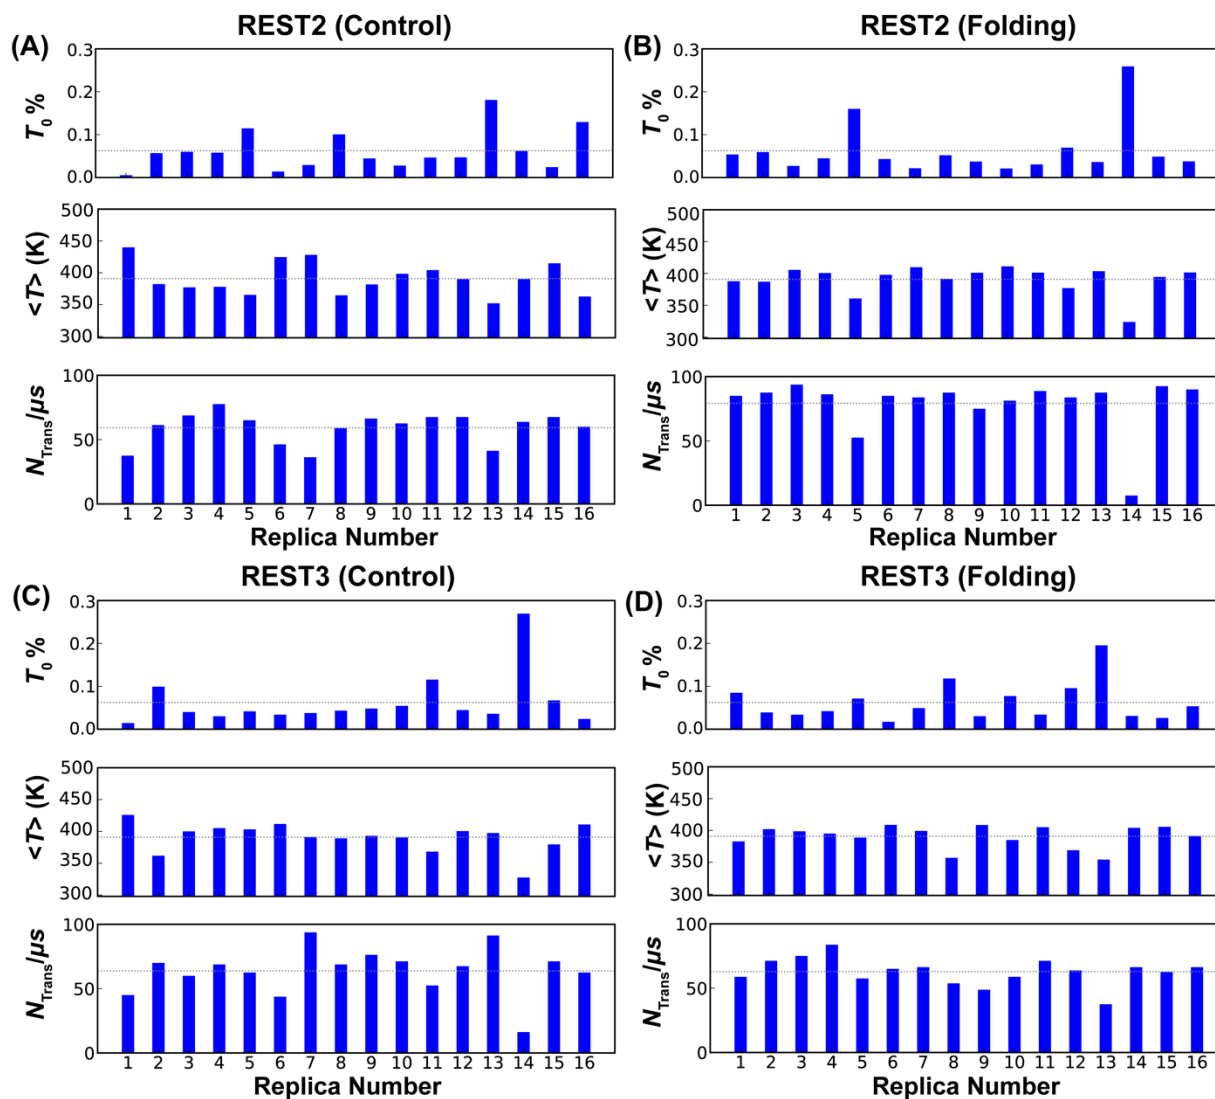 REST2 (Control)
(A)
0.3
0.2
0.1
0.0
T0 %
500
450
400
350
300
<T> (K)
100
50
0
NTrans/μs
1 2 3 4 5 6 7 8 9 10 11 12 13 14 15 16
Replica Number
REST2 (Folding)
(B)
0.3
0.2
0.1
0.0
T0 %
500
450
400
350
300
<T> (K)
100
50
0
NTrans/μs
1 2 3 4 5 6 7 8 9 10 11 12 13 14 15 16
Replica Number
REST3 (Control)
(C)
0.3
0.2
0.1
0.0
T0 %
500
450
400
350
300
<T> (K)
100
50
0
NTrans/μs
1 2 3 4 5 6 7 8 9 10 11 12 13 14 15 16
Replica Number
REST3 (Folding)
(D)
0.3
0.2
0.1
0.0
T0 %
500
450
400
350
300
<T> (K)
100
50
0
NTrans/μs
1 2 3 4 5 6 7 8 9 10 11 12 13 14 15 16
Replica Number